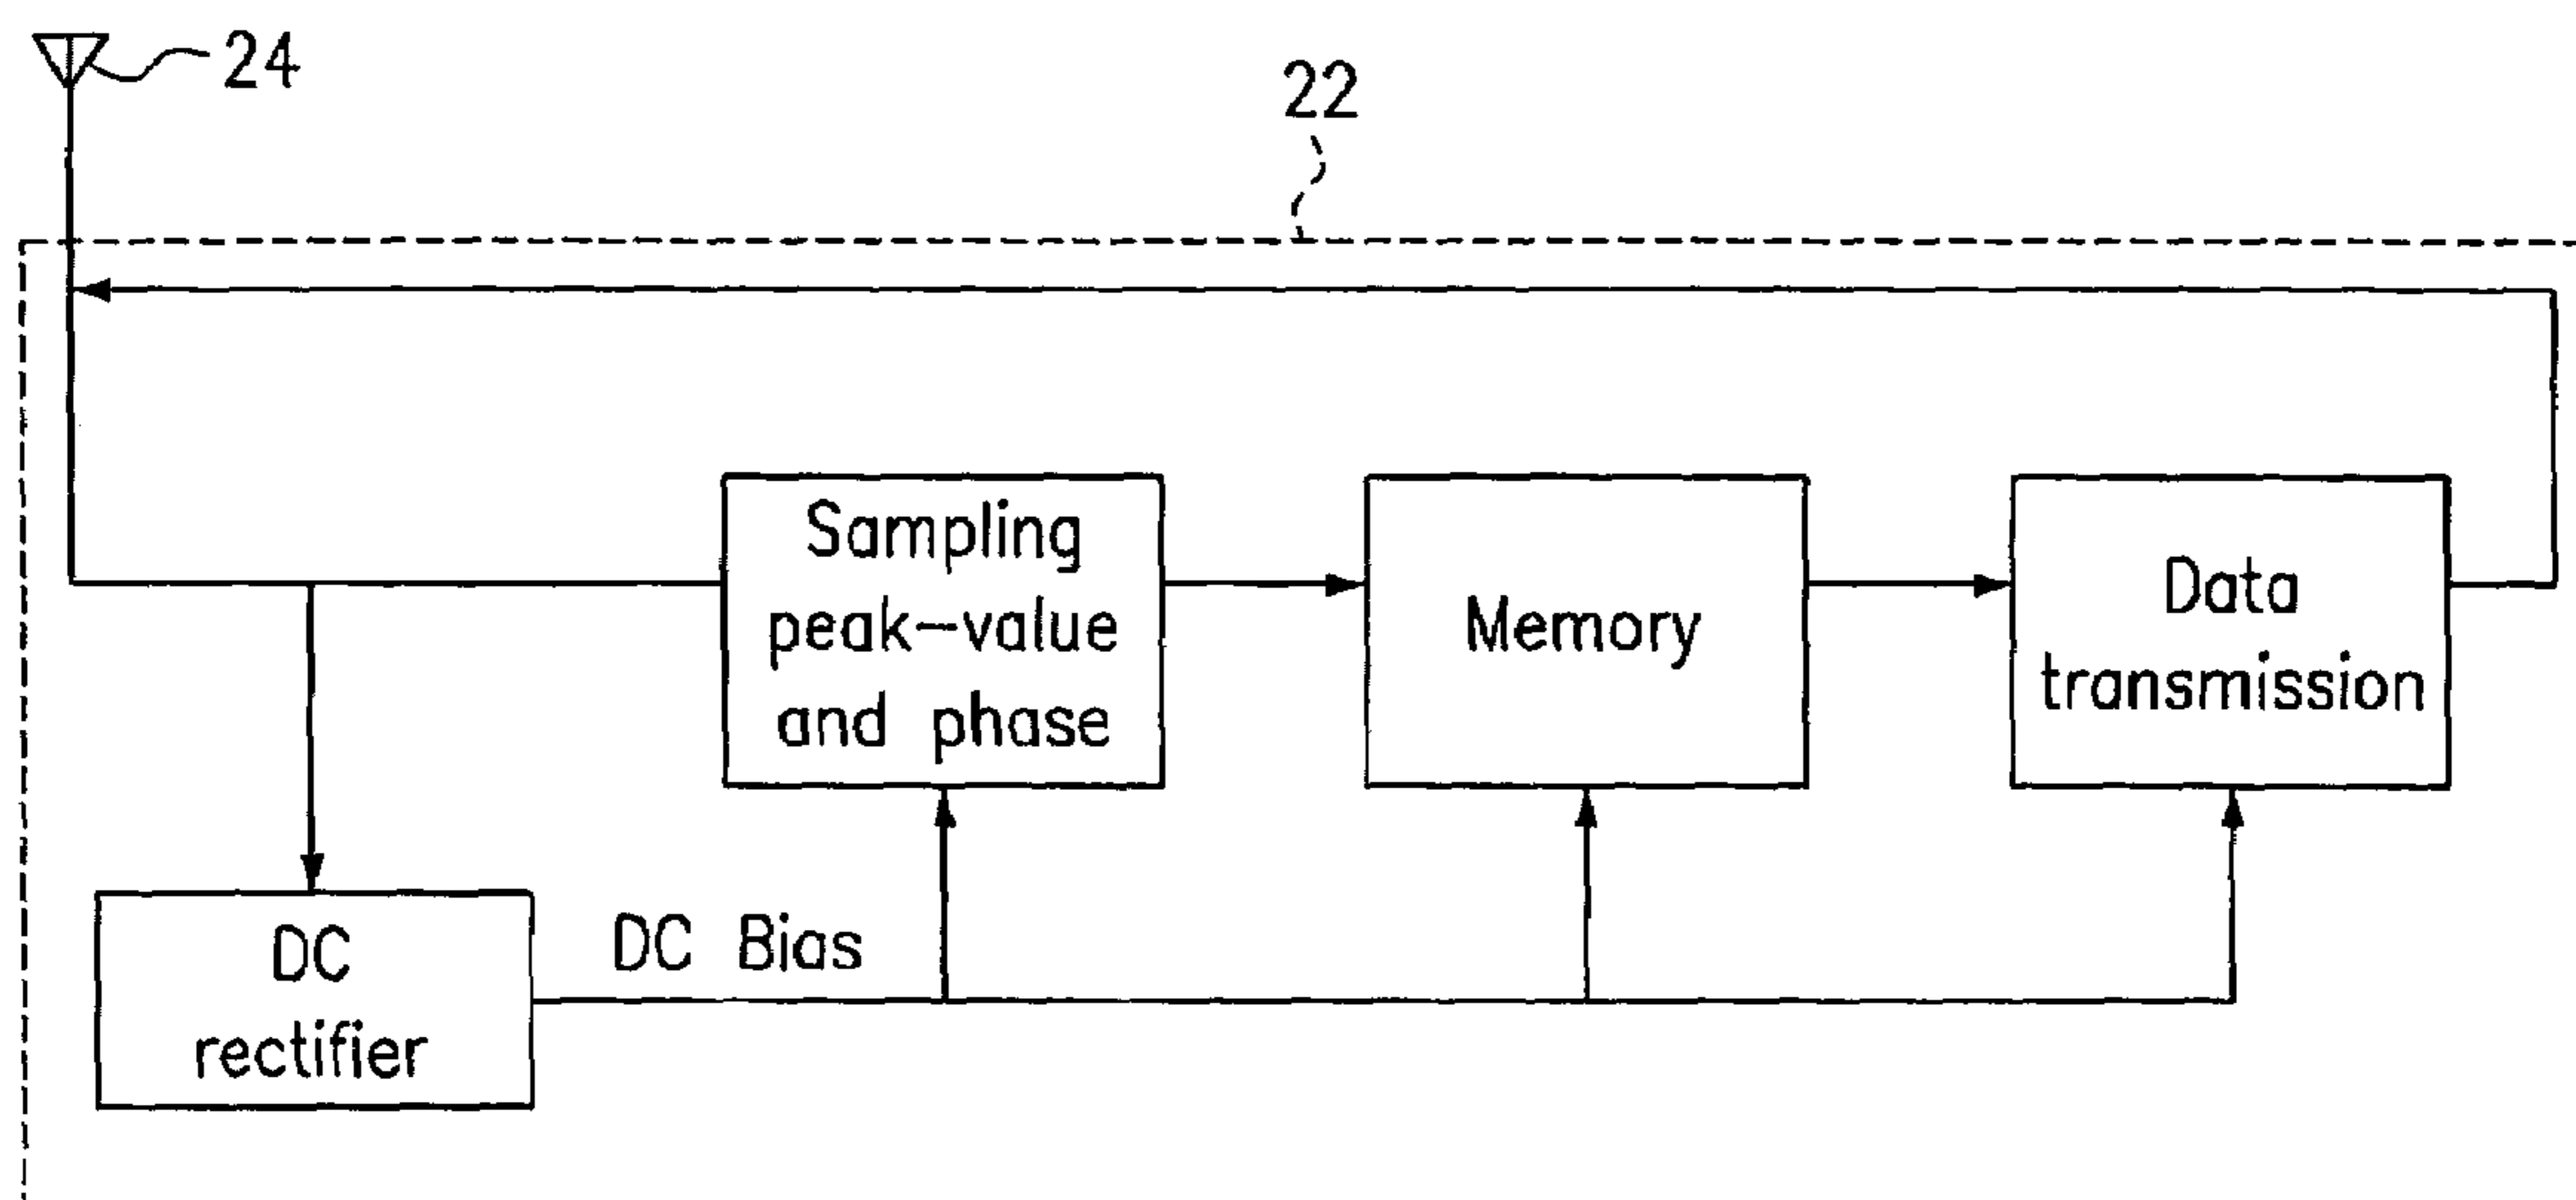 24
22
Sampling
peak-value
and phase
Memory
Data
transmission
DC
rectifier
DC Bias